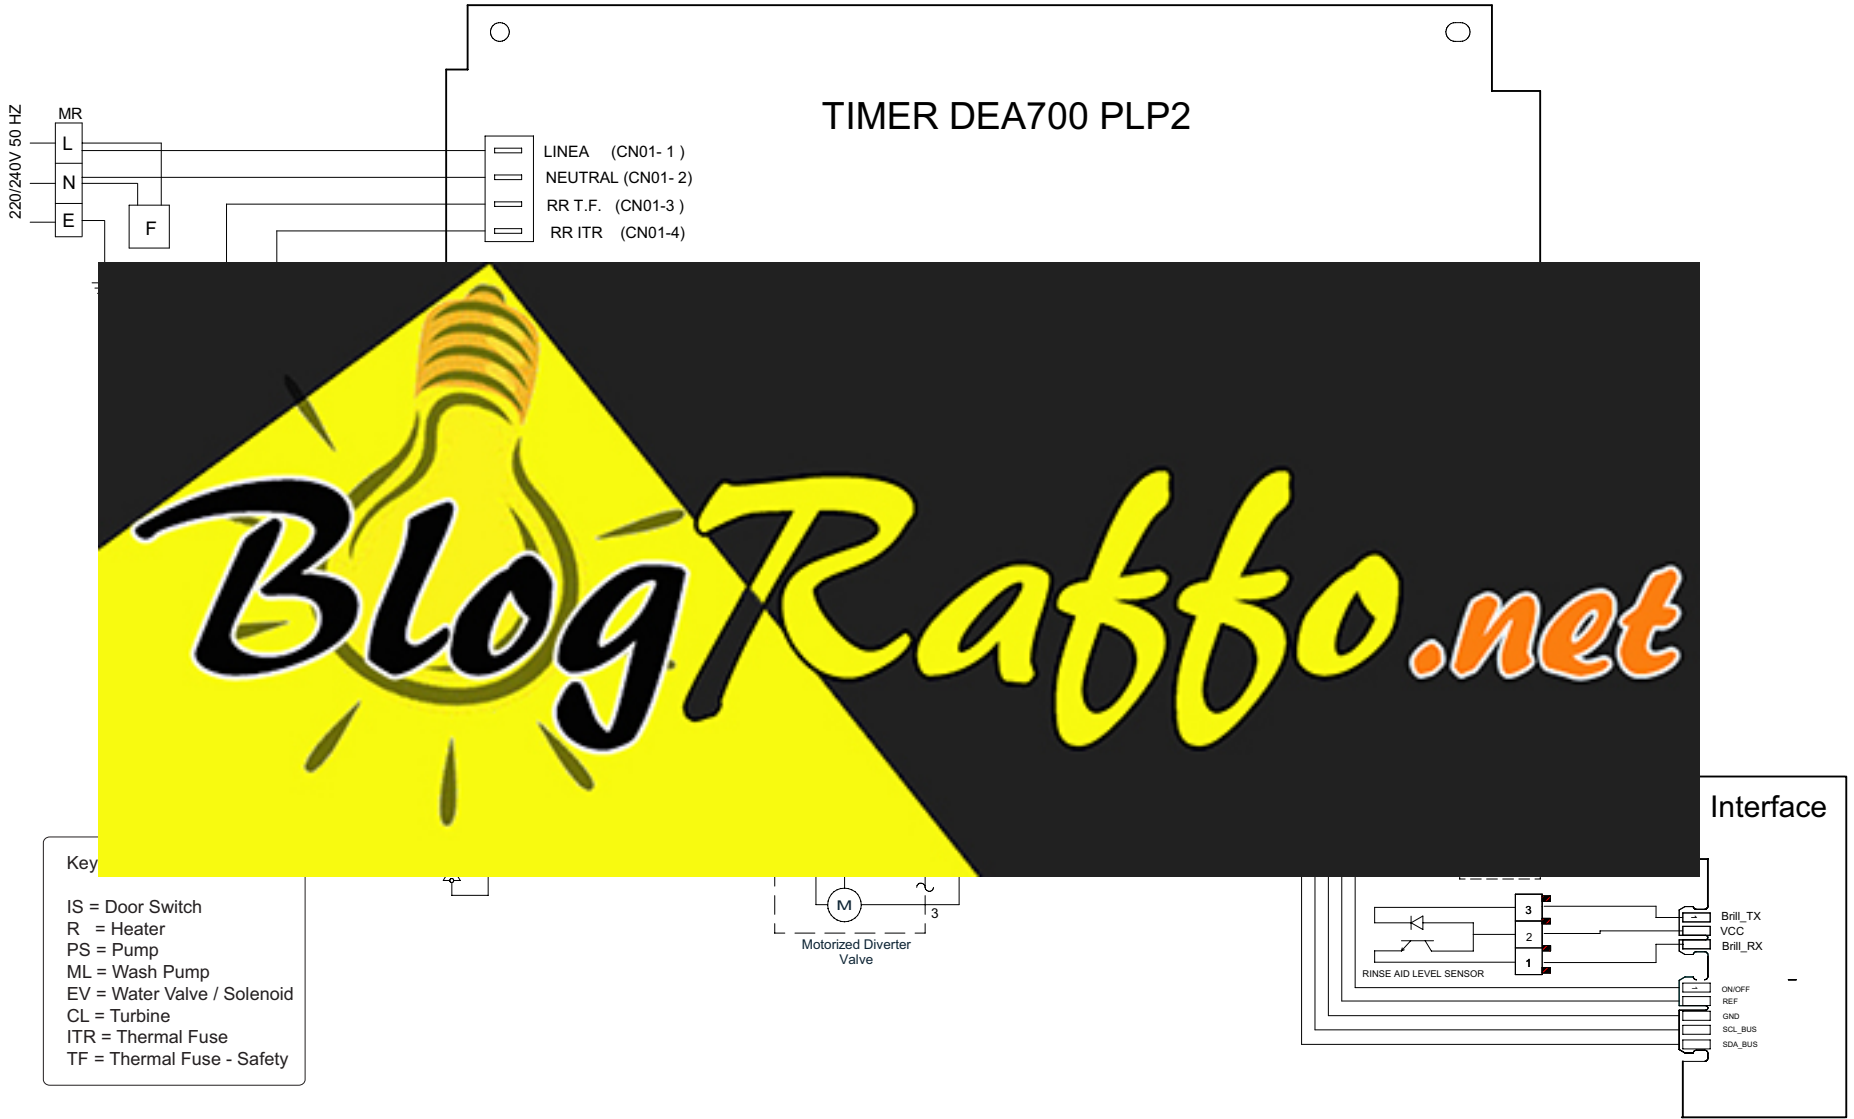 TIMER DEA700 PLP2
220/240V 50 HZ
MR
L
N
E
F
LINEA (CN01- 1 )
NEUTRAL (CN01- 2)
RR T.F. (CN01-3 )
RR ITR (CN01-4)
BlogRaffo.net
Key
IS = Door Switch
R = Heater
PS = Pump
ML = Wash Pump
EV = Water Valve / Solenoid
CL = Turbine
ITR = Thermal Fuse
TF = Thermal Fuse - Safety
M
3
Motorized Diverter
Valve
3
2
1
RINSE AID LEVEL SENSOR
Interface
1
Brill_TX
VCC
Brill_RX
1
ON/OFF
REF
GND
SCL_BUS
SDA_BUS